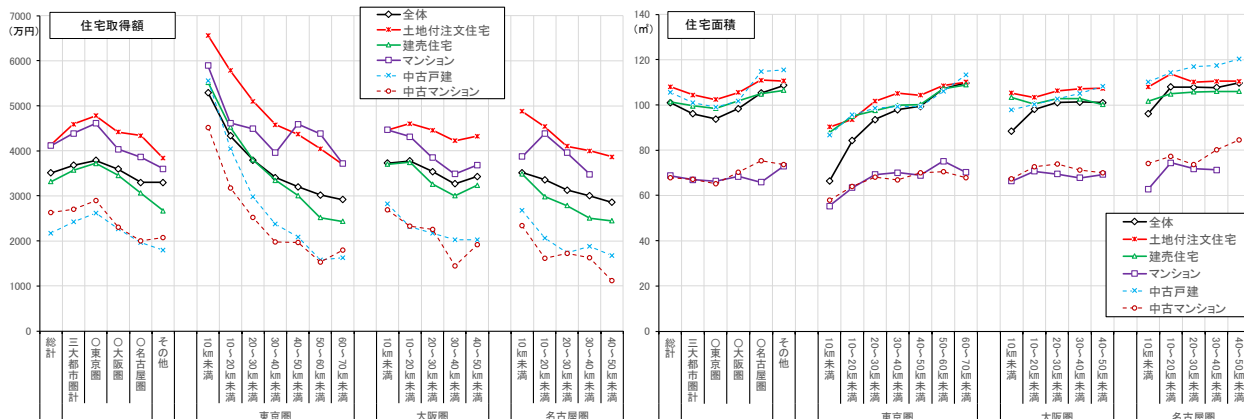 住宅取得額
7000
(万円)
6000
5000
4000
3000
2000
1000
0
全体
土地付注文住宅
建売住宅
マンション
中古戸建
中古マンション
総計
三大都市圏計
〇東京圏
〇大阪圏
〇名古屋圏
その他
10㎞未満
10～20㎞未満
20～30㎞未満
30～40㎞未満
40～50㎞未満
50～60㎞未満
60～70㎞未満
東京圏
10㎞未満
10～20㎞未満
20～30㎞未満
30～40㎞未満
40～50㎞未満
大阪圏
10㎞未満
10～20㎞未満
20～30㎞未満
30～40㎞未満
40～50㎞未満
名古屋圏
住宅面積
140
(㎡)
120
100
80
60
40
20
0
全体
土地付注文住宅
建売住宅
マンション
中古戸建
中古マンション
総計
三大都市圏計
〇東京圏
〇大阪圏
〇名古屋圏
その他
10㎞未満
10～20㎞未満
20～30㎞未満
30～40㎞未満
40～50㎞未満
50～60㎞未満
60～70㎞未満
東京圏
10㎞未満
10～20㎞未満
20～30㎞未満
30～40㎞未満
40～50㎞未満
大阪圏
10㎞未満
10～20㎞未満
20～30㎞未満
30～40㎞未満
40～50㎞未満
名古屋圏